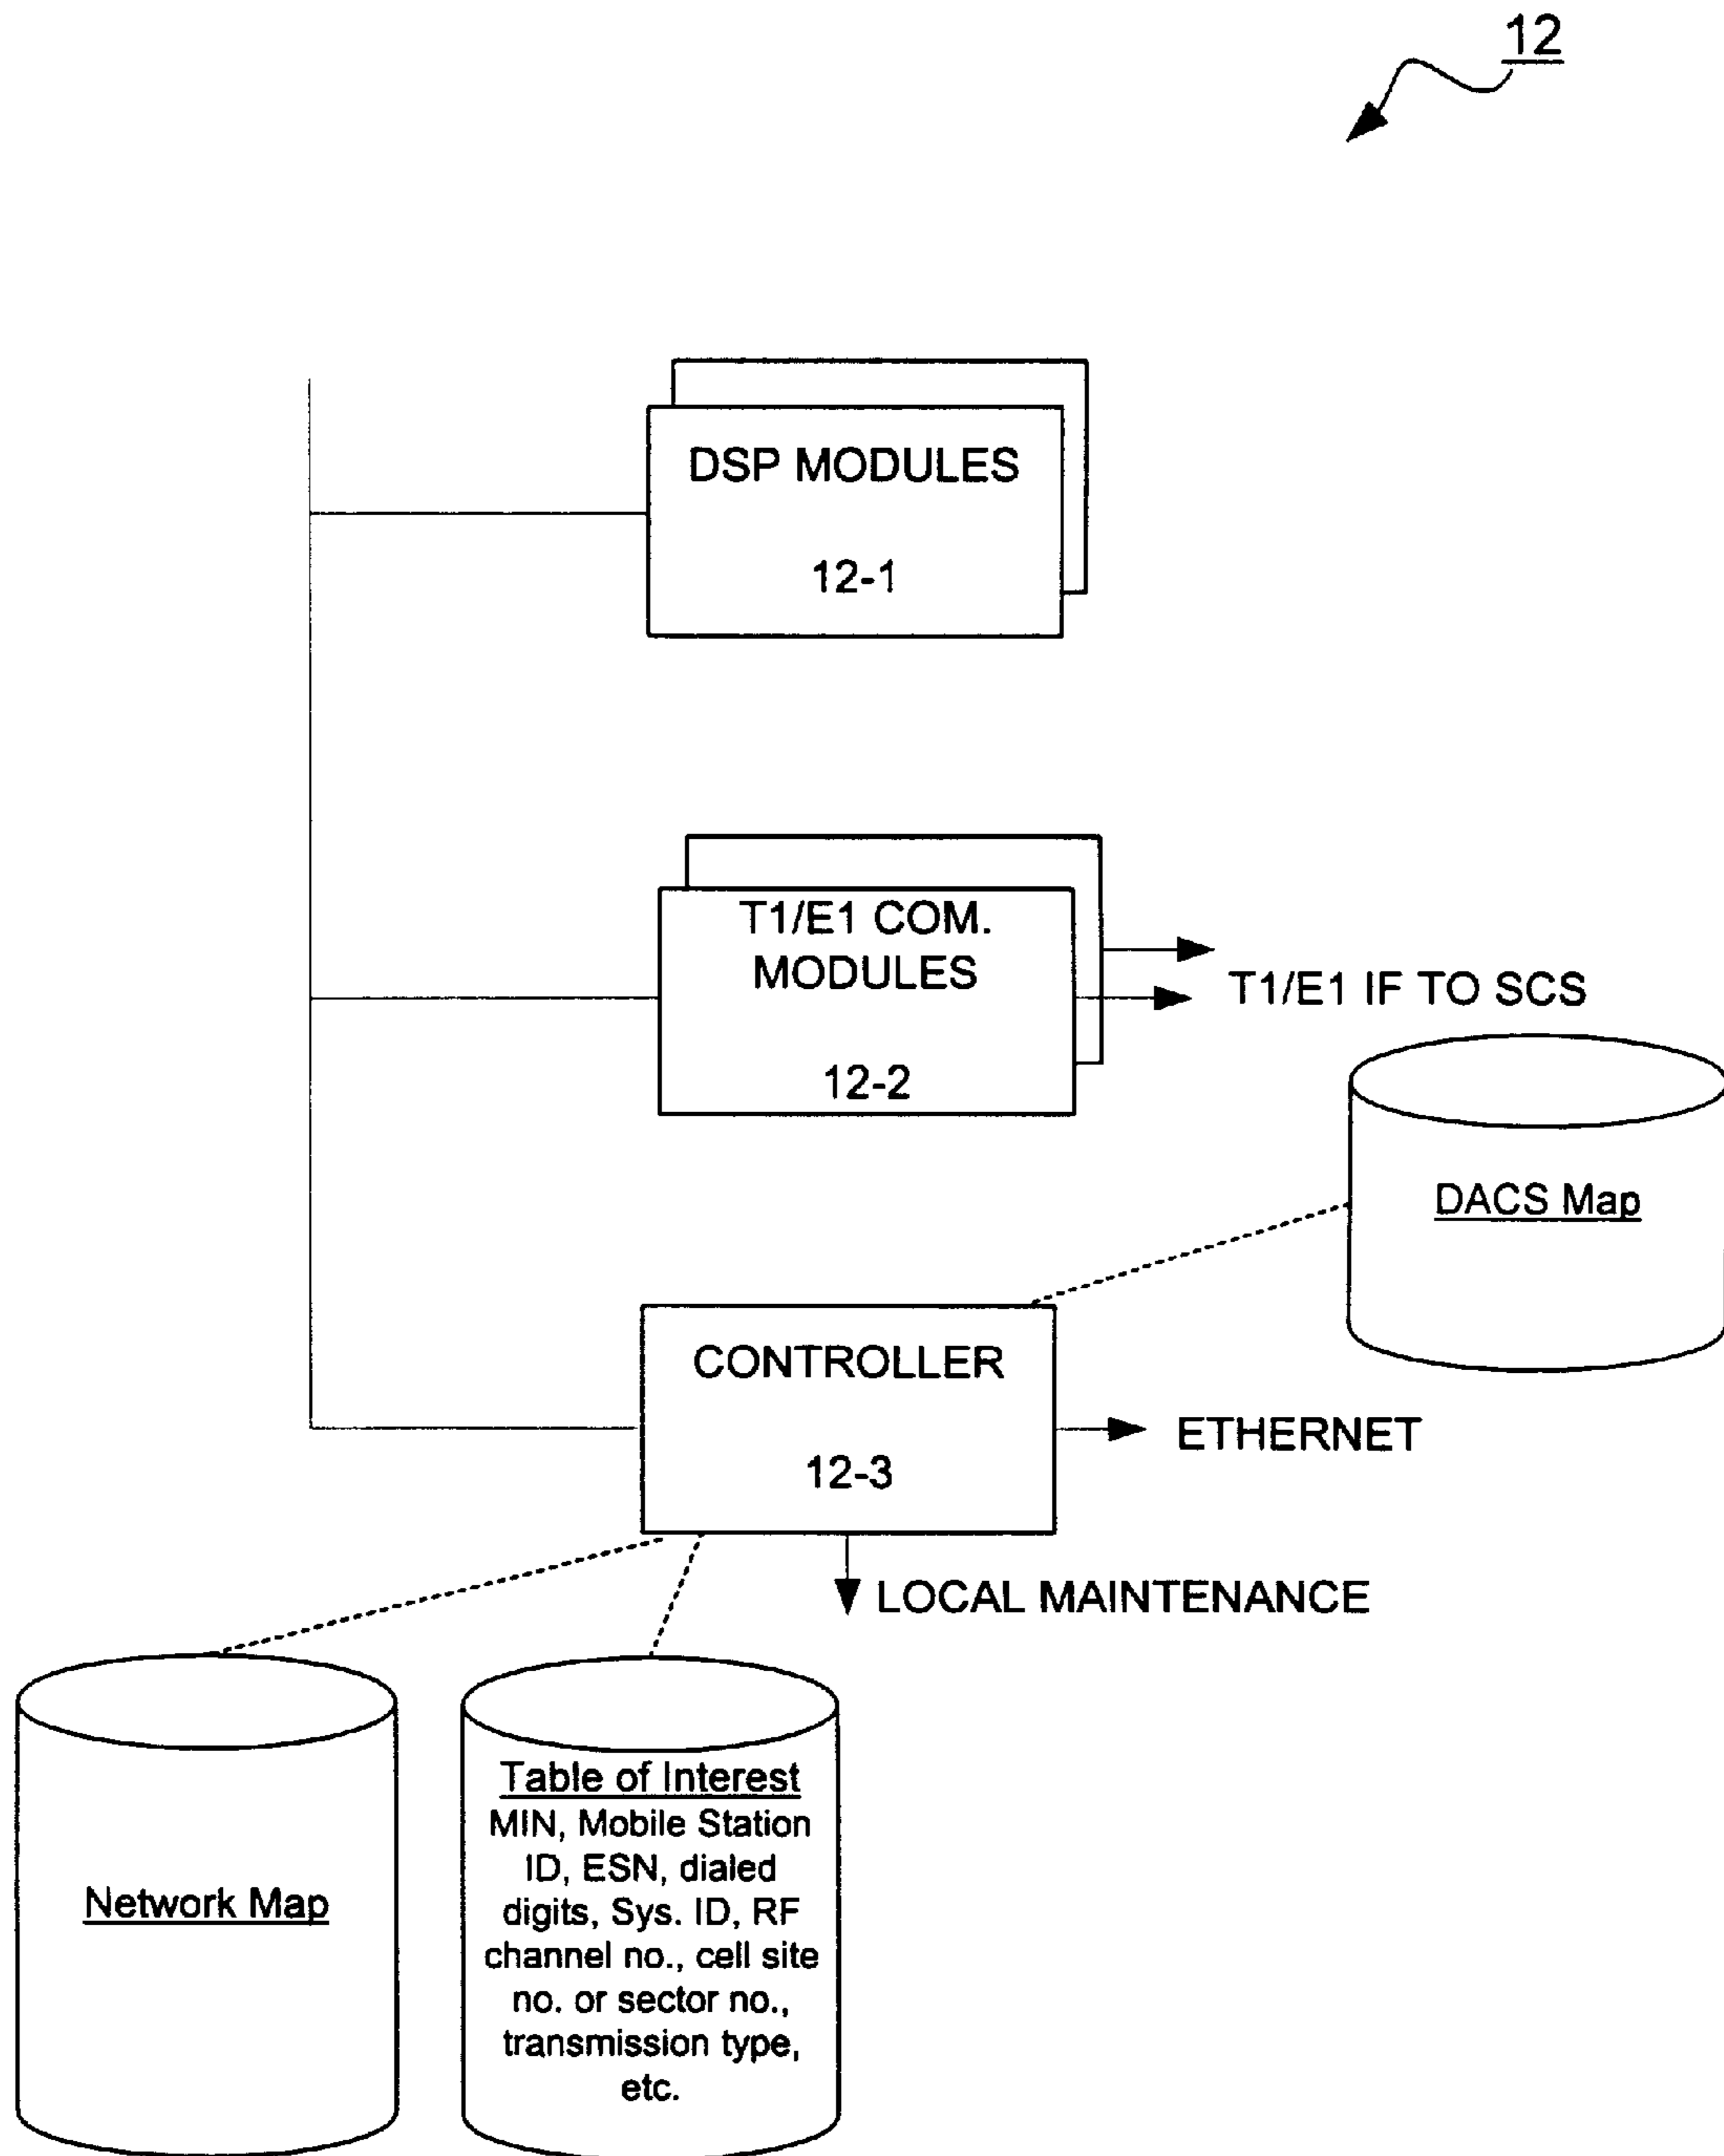 12
DSP MODULES
12-1
T1/E1 COM.
MODULES
12-2
T1/E1 IF TO SCS
DACS Map
CONTROLLER
12-3
ETHERNET
LOCAL MAINTENANCE
Network Map
Table of Interest
MIN, Mobile Station
ID, ESN, dialed
digits, Sys. ID, RF
channel no., cell site
no. or sector no.,
transmission type,
etc.